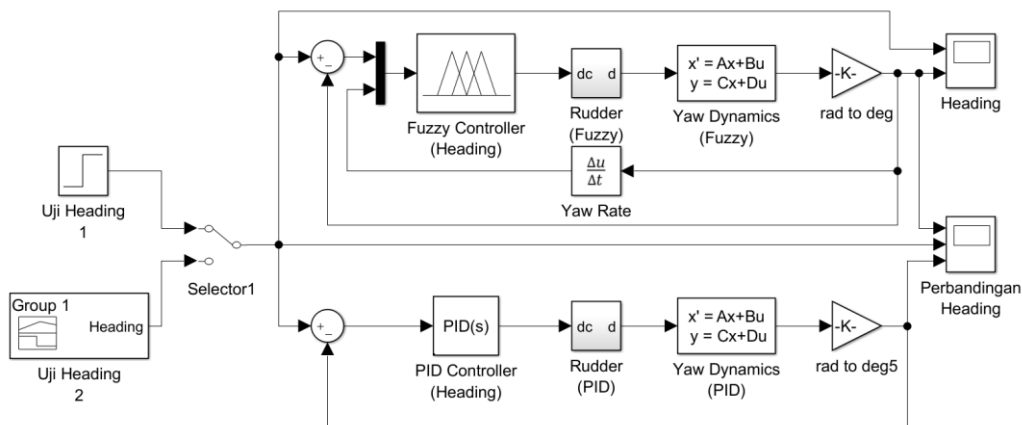 +
-
Fuzzy Controller
(Heading)
dc d
Rudder
(Fuzzy)
x' = Ax+Bu
y = Cx+Du
Yaw Dynamics
(Fuzzy)
-K-
rad to deg
Heading
Δu
Δt
Yaw Rate
Uji Heading
1
Selector1
Group 1
Heading
Uji Heading
2
Perbandingan
Heading
+
-
PID(s)
PID Controller
(Heading)
dc d
Rudder
(PID)
x' = Ax+Bu
y = Cx+Du
Yaw Dynamics
(PID)
-K-
rad to deg5